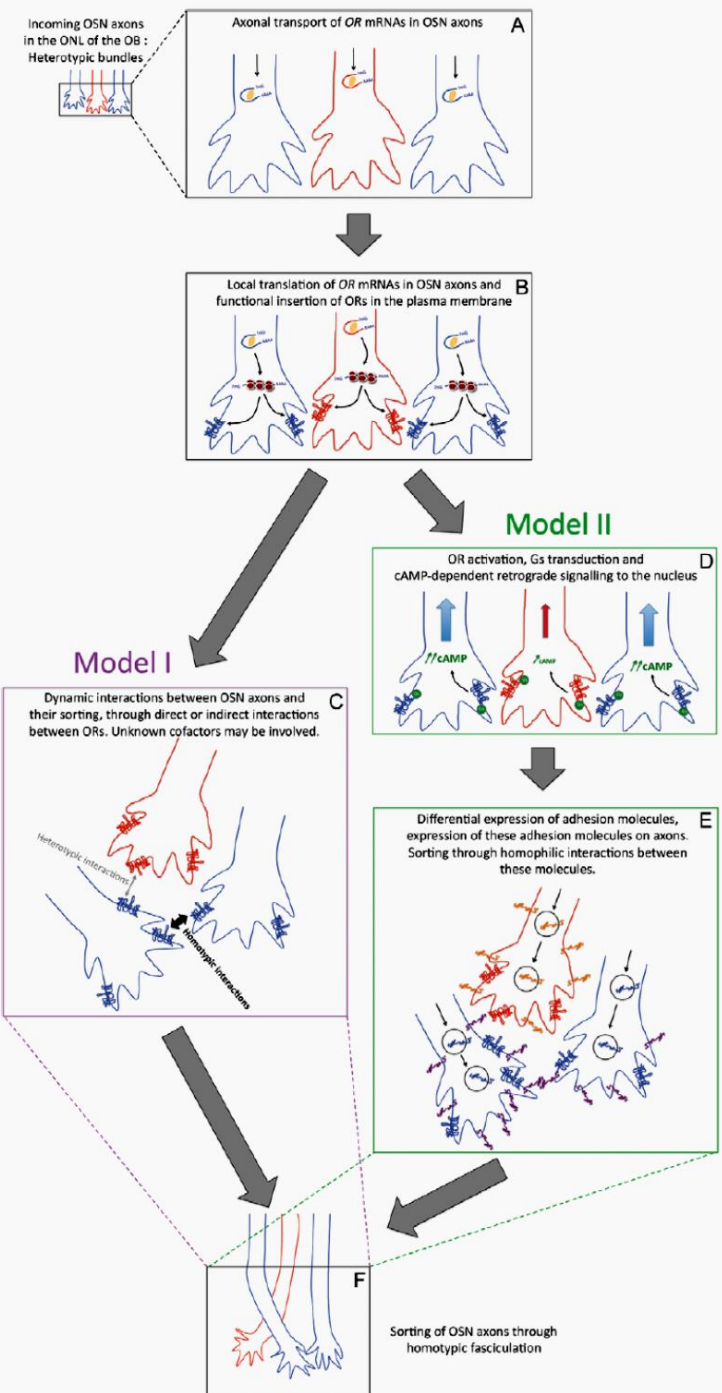 Incoming OSN axons
in the ONL of the OB :
Heterotypic bundles
A
Axonal transport of OR mRNAs in OSN axons
B
Local translation of OR mRNAs in OSN axons and
functional insertion of ORs in the plasma membrane
Model II
D
OR activation, Gs transduction and
cAMP-dependent retrograde signalling to the nucleus
cAMP
cAMP
cAMP
Model I
C
Dynamic interactions between OSN axons and
their sorting, through direct or indirect interactions
between ORs. Unknown cofactors may be involved.
Heterotypic interactions
Homotypic interactions
E
Differential expression of adhesion molecules,
expression of these adhesion molecules on axons.
Sorting through homophilic interactions between
these molecules.
F
Sorting of OSN axons through
homotypic fasciculation